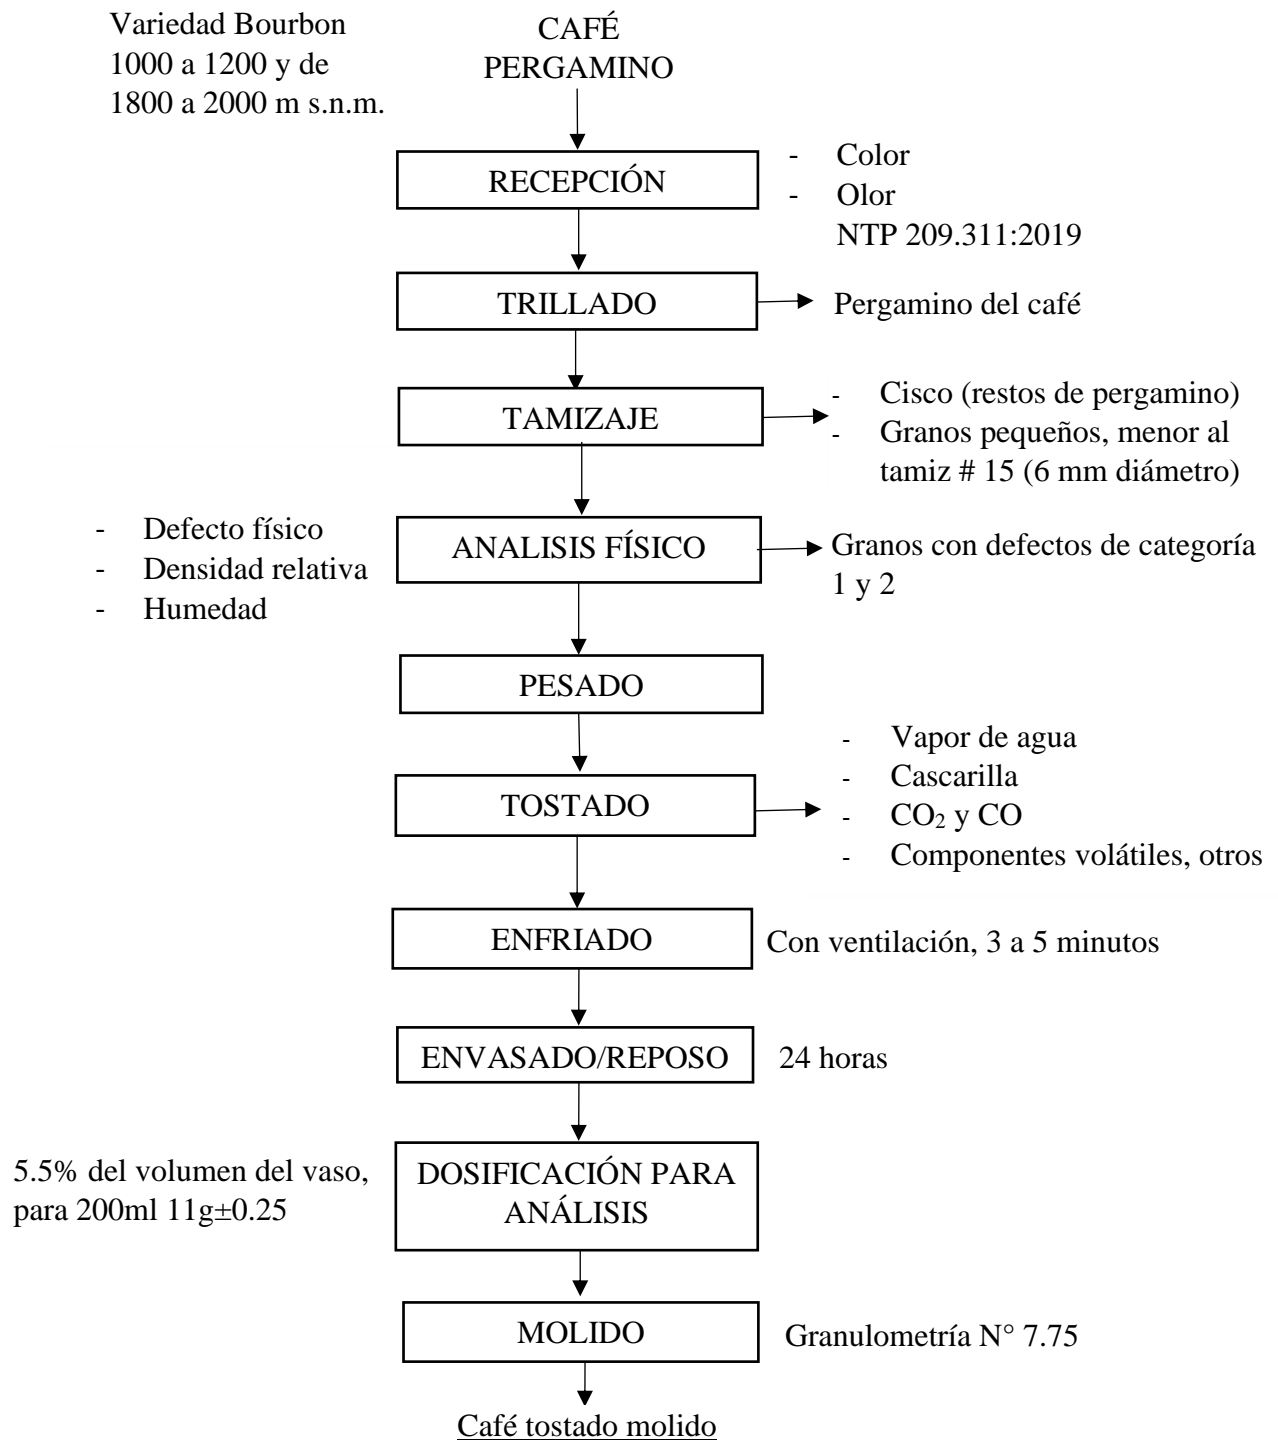 Variedad Bourbon
1000 a 1200 y de
1800 a 2000 m s.n.m.
CAFÉ
PERGAMINO
RECEPCIÓN
- Color
- Olor
NTP 209.311:2019
TRILLADO
Pergamino del café
TAMIZAJE
- Cisco (restos de pergamino)
- Granos pequeños, menor al
tamiz # 15 (6 mm diámetro)
- Defecto físico
- Densidad relativa
- Humedad
ANALISIS FÍSICO
Granos con defectos de categoría
1 y 2
PESADO
TOSTADO
- Vapor de agua
- Cascarilla
- CO₂ y CO
- Componentes volátiles, otros
ENFRIADO
Con ventilación, 3 a 5 minutos
ENVASADO/REPOSO
24 horas
5.5% del volumen del vaso,
para 200ml 11g±0.25
DOSIFICACIÓN PARA
ANÁLISIS
MOLIDO
Granulometría N° 7.75
Café tostado molido